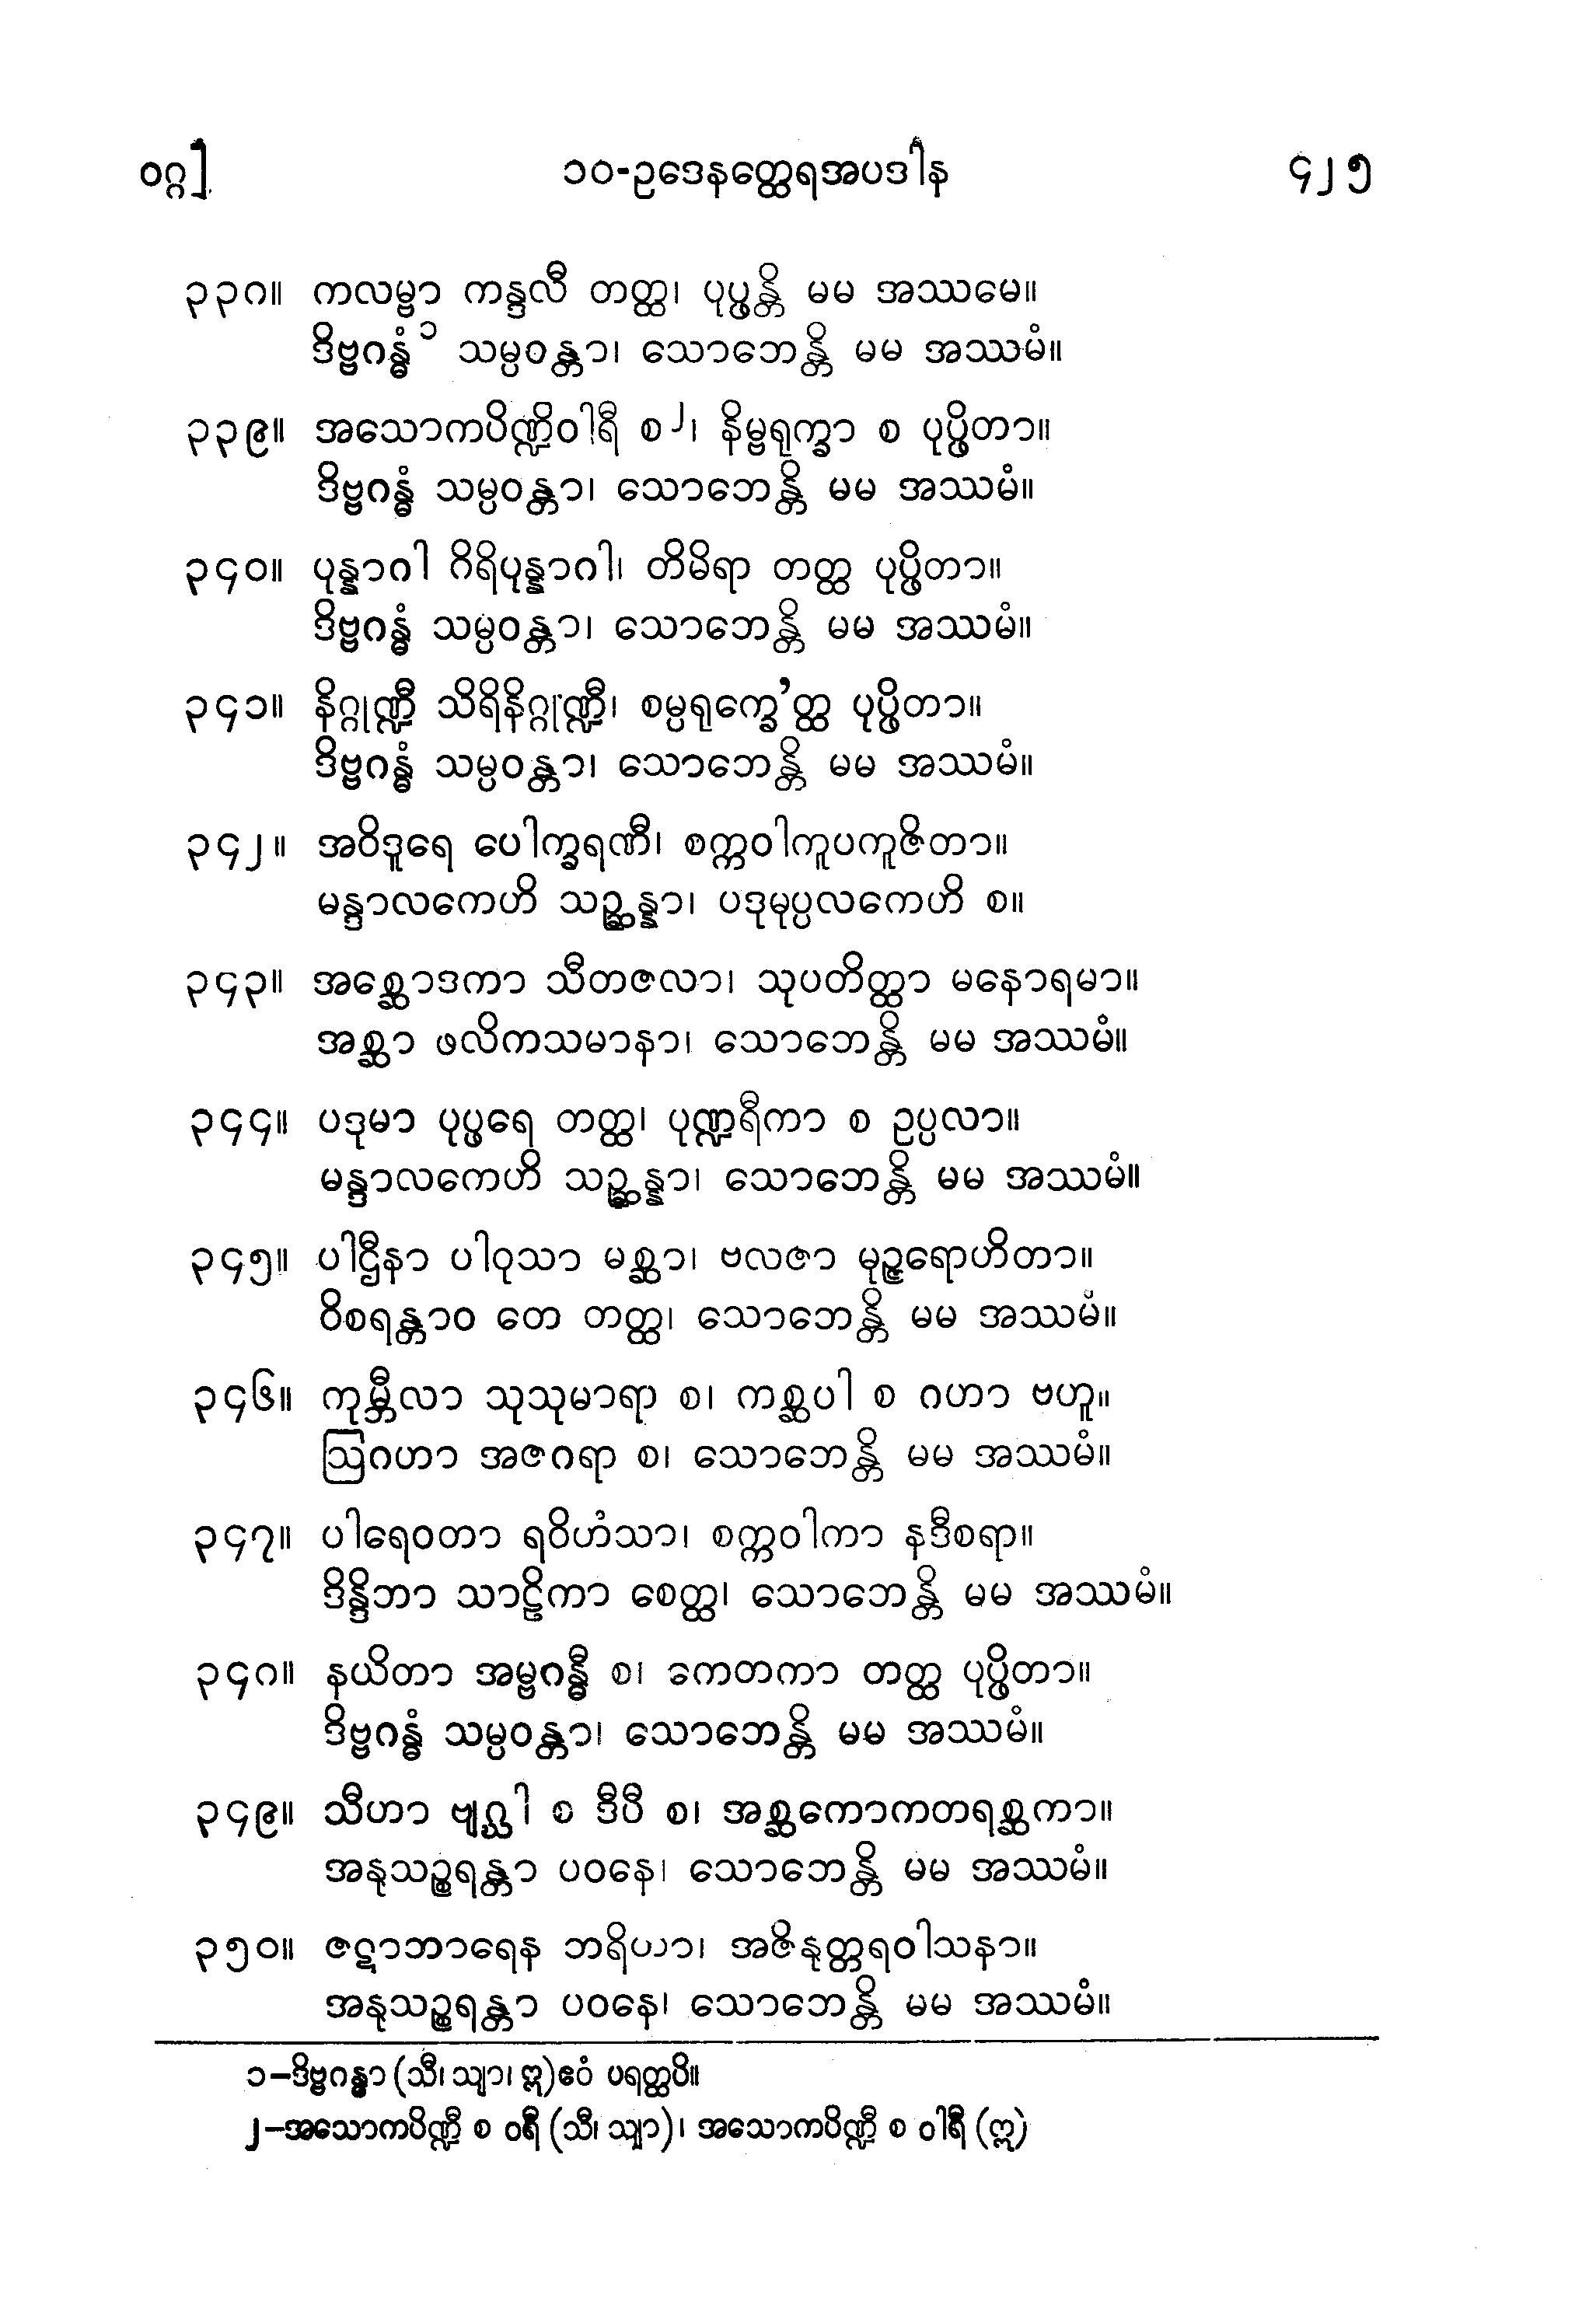 ဝဂ္ဂ]
၁၀-ဥဒေနတ္ထေရအပဒါန်
၄၂၅
၃၃၈။ ကလမ္ဗာ ကန္ဒလီ တတ္ထ၊ ပုပ္ဖန္တိ မမ အဿမေ။
ဒိဗ္ဗဂန္ဓံ ၁ သမ္ပဝန္တာ၊ သောဘေန္တိ မမ အဿမံ။
၃၃၉။ အသောကပိဏ္ဍိဝါရီ စ ၂၊ နိမ္ဗရုက္ခာ စ ပုပ္ဖိတာ။
ဒိဗ္ဗဂန္ဓံ သမ္ပဝန္တာ၊ သောဘေန္တိ မမ အဿမံ။
၃၄၀။ ပုန္နာဂါ ဂိရိပုန္နာဂါ၊ တိမိရာ တတ္ထ ပုပ္ဖိတာ။
ဒိဗ္ဗဂန္ဓံ သမ္ပဝန္တာ၊ သောဘေန္တိ မမ အဿမံ။
၃၄၁။ နိဂ္ဂုဏ္ဍီ သိရိနိဂ္ဂုဏ္ဍီ၊ စမ္ပရုက္ခေ’တ္ထ ပုပ္ဖိတာ။
ဒိဗ္ဗဂန္ဓံ သမ္ပဝန္တာ၊ သောဘေန္တိ မမ အဿမံ။
၃၄၂။ အဝိဒူရေ ပေါက္ခရဏီ၊ စက္ကဝါကူပကူဇိတာ။
မန္ဒာလကေဟိ သဉ္ဆန္နာ၊ ပဒုမုပ္ပလကေဟိ စ။
၃၄၃။ အစ္ဆောဒကာ သီတဇလာ၊ သုပတိတ္ထာ မနောရမာ။
အစ္ဆာ ဖလိကသမာနာ၊ သောဘေန္တိ မမ အဿမံ။
၃၄၄။ ပဒုမာ ပုပ္ဖရေ တတ္ထ၊ ပုဏ္ဍရီကာ စ ဥပ္ပလာ။
မန္ဒာလကေဟိ သဉ္ဆန္နာ၊ သောဘေန္တိ မမ အဿမံ။
၃၄၅။ ပါဌီနာ ပါဝုသာ မစ္ဆာ၊ ဗလဇာ မုဉ္ဇရောဟိတာ။
ဝိစရန္တာဝ တေ တတ္ထ၊ သောဘေန္တိ မမ အဿမံ။
၃၄၆။ ကုမ္ဘီလာ သုသုမာရာ စ၊ ကစ္ဆပါ စ ဂဟာ ဗဟူ။
ဩဂဟာ အဇဂရာ စ၊ သောဘေန္တိ မမ အဿမံ။
၃၄၇။ ပါရေဝတာ ရဝိဟံသာ၊ စက္ကဝါကာ နဒီစရာ။
ဒိန္ဒိဘာ သာဠိကာ စေတ္ထ၊ သောဘေန္တိ မမ အဿမံ။
၃၄၈။ နယိတာ အမ္ဗဂန္ဓီ စ၊ ကေတကာ တတ္ထ ပုပ္ဖိတာ။
ဒိဗ္ဗဂန္ဓံ သမ္ပဝန္တာ၊ သောဘေန္တိ မမ အဿမံ။
၃၄၉။ သီဟာ ဗျဂ္ဃါ စ ဒီပီ စ၊ အစ္ဆကောကတရစ္ဆကာ။
အနုသဉ္စရန္တာ ပဝနေ၊ သောဘေန္တိ မမ အဿမံ။
၃၅၀။ ဇဋာဘာရေန ဘရိယာ၊ အဇိနုတ္တရဝါသနာ။
အနုသဉ္စရန္တာ ပဝနေ၊ သောဘေန္တိ မမ အဿမံ။
၁–ဒိဗ္ဗဂန္ဓာ (သီ၊ သျာ၊ ဣ) ဧဝံ ပရတ္ထပိ။
၂–အသောကပိဏ္ဍီ စ ဝရီ (သီ၊ သျာ)၊ အသောကပိဏ္ဍီ စ ဝါရီ (ဣ)